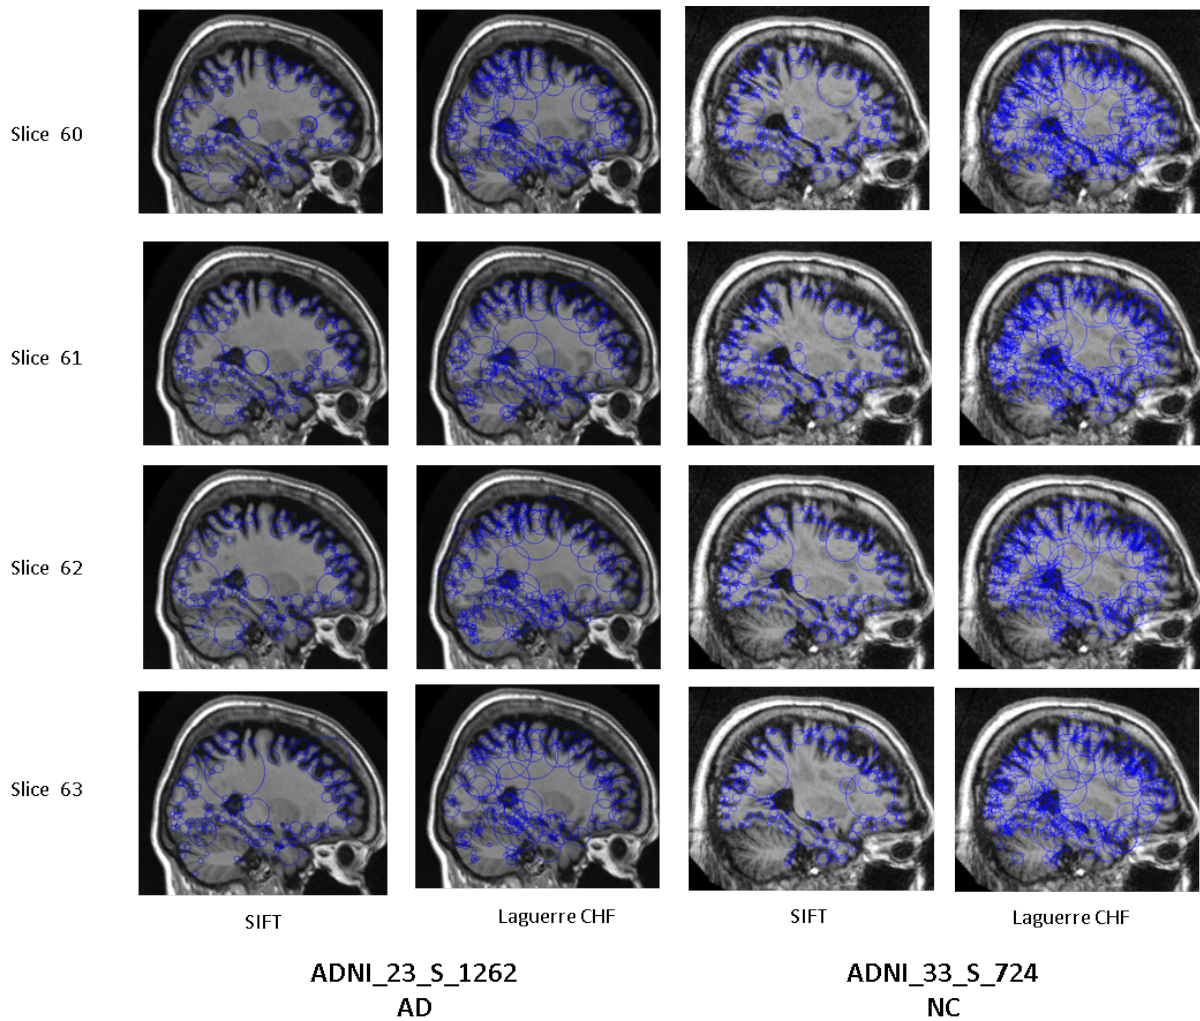 Slice 60
Slice 61
Slice 62
Slice 63
SIFT
Laguerre CHF
SIFT
Laguerre CHF
ADNI_23_S_1262
AD
ADNI_33_S_724
NC